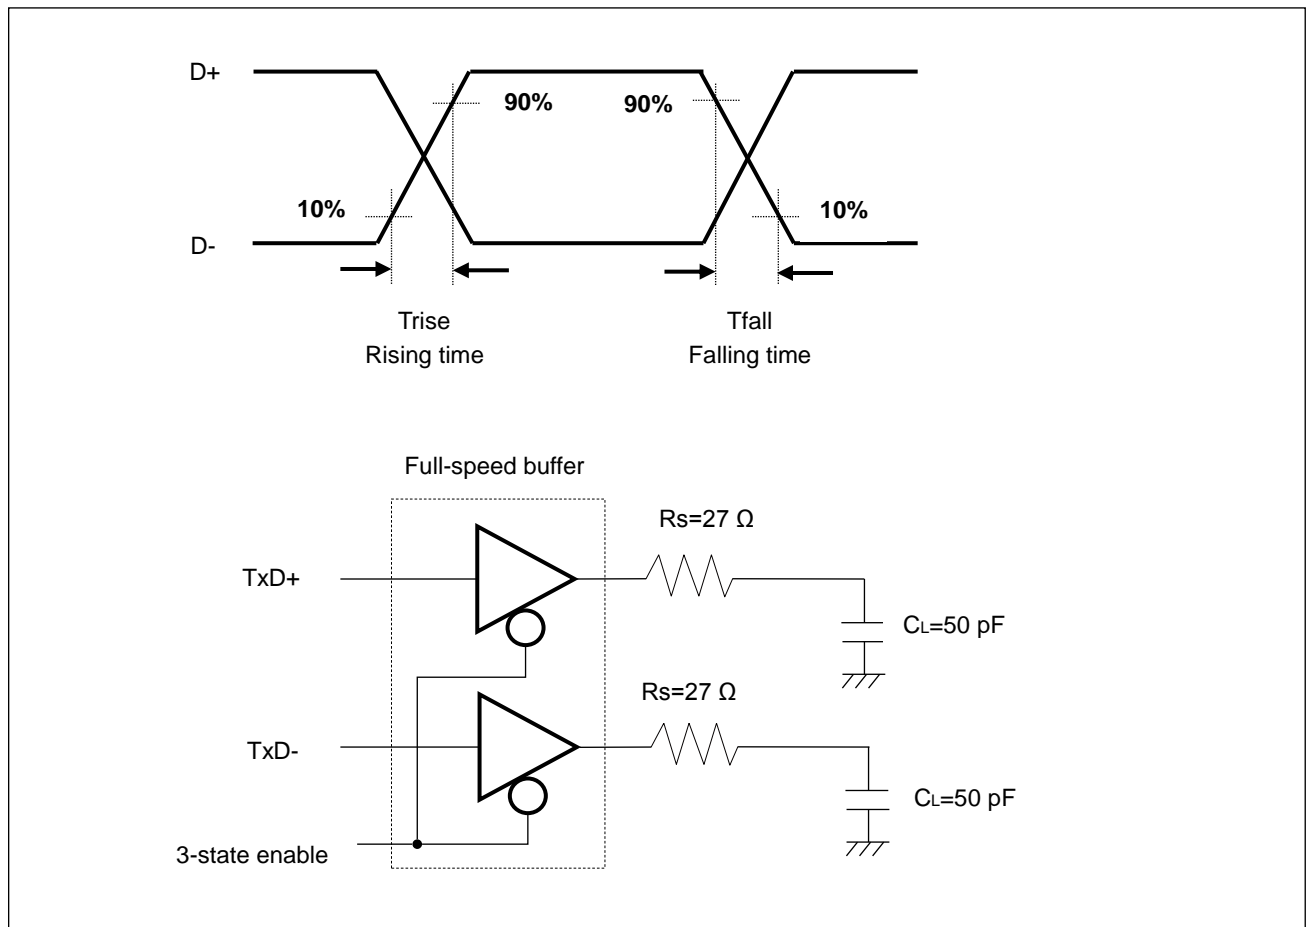 D+
90%
90%
10%
10%
D-
Trise
Rising time
Tfall
Falling time
Full-speed buffer
Rs=27 Ω
TxD+
CL=50 pF
Rs=27 Ω
TxD-
CL=50 pF
3-state enable